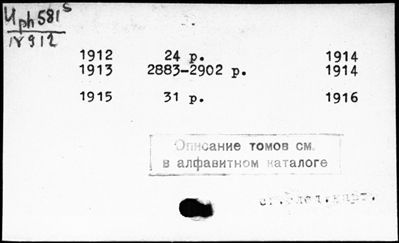 Uph581s
IV912
1912 24 р. 1914
1913 2883-2902 р. 1914
1915 31 р. 1916
Описание томов см.
в алфавитном каталоге